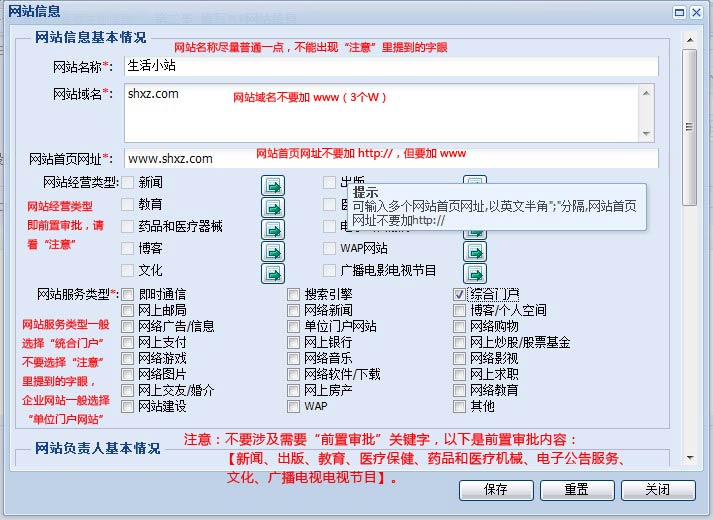 网站信息
网站信息基本情况
网站名称尽量普通一点，不能出现“注意”里提到的字眼
网站名称*: 生活小站
网站域名*: shxz.com
网站域名不要加 www（3个W）
网站首页网址不要加 http://，但要加 www
网站首页网址*: www.shxz.com
网站经营类型: 新闻 出版
教育
药品和医疗器械
博客 WAP网站
文化 广播电影电视节目
提示
可输入多个网站首页网址,以英文半角";"分隔,网站首页
网址不要加http://
网站经营类型
即前置审批，请
看“注意”
网站服务类型*: 即时通信 搜索引擎 综合门户
网上邮局 网络新闻 博客/个人空间
网络广告/信息 单位门户网站 网络购物
网上支付 网上银行 网上炒股/股票基金
网络游戏 网络音乐 网络影视
网络图片 网络软件/下载 网上求职
网上交友/婚介 网上房产 网络教育
网站建设 WAP 其他
网站服务类型一般
选择“统合门户”
不要选择“注意”
里提到的字眼，
企业网站一般选择
“单位门户网站”
网站负责人基本情况
注意：不要涉及需要“前置审批”关键字，以下是前置审批内容：
【新闻、出版、教育、医疗保健、药品和医疗机械、电子公告服务、
文化、广播电视电视节目】。
保存 重置 关闭